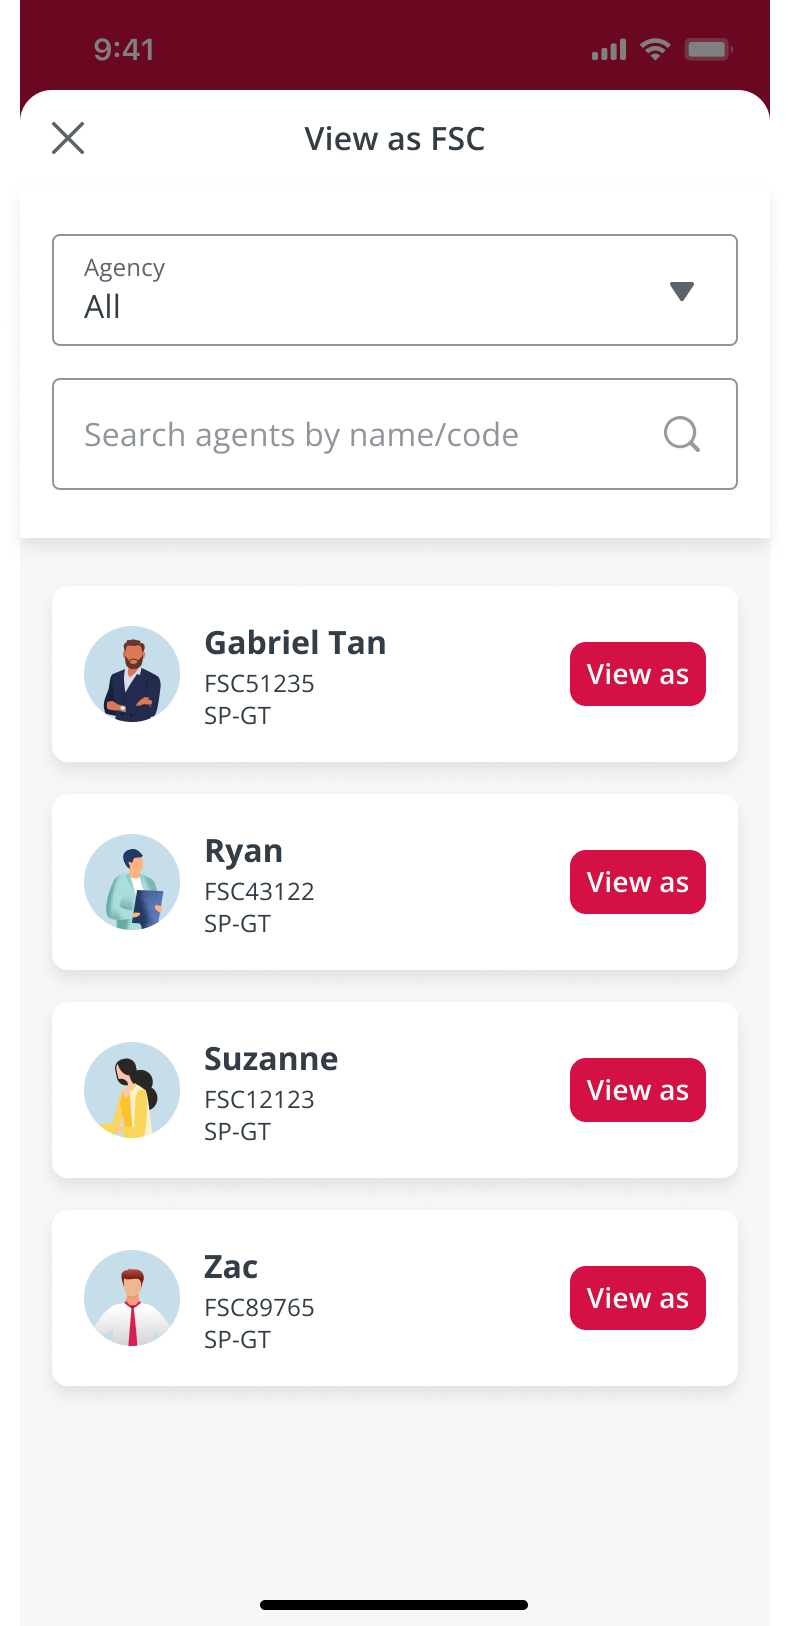 9:41
View as FSC
Agency
All
Search agents by name/code
Gabriel Tan
FSC51235
SP-GT
View as
Ryan
FSC43122
SP-GT
View as
Suzanne
FSC12123
SP-GT
View as
Zac
FSC89765
SP-GT
View as